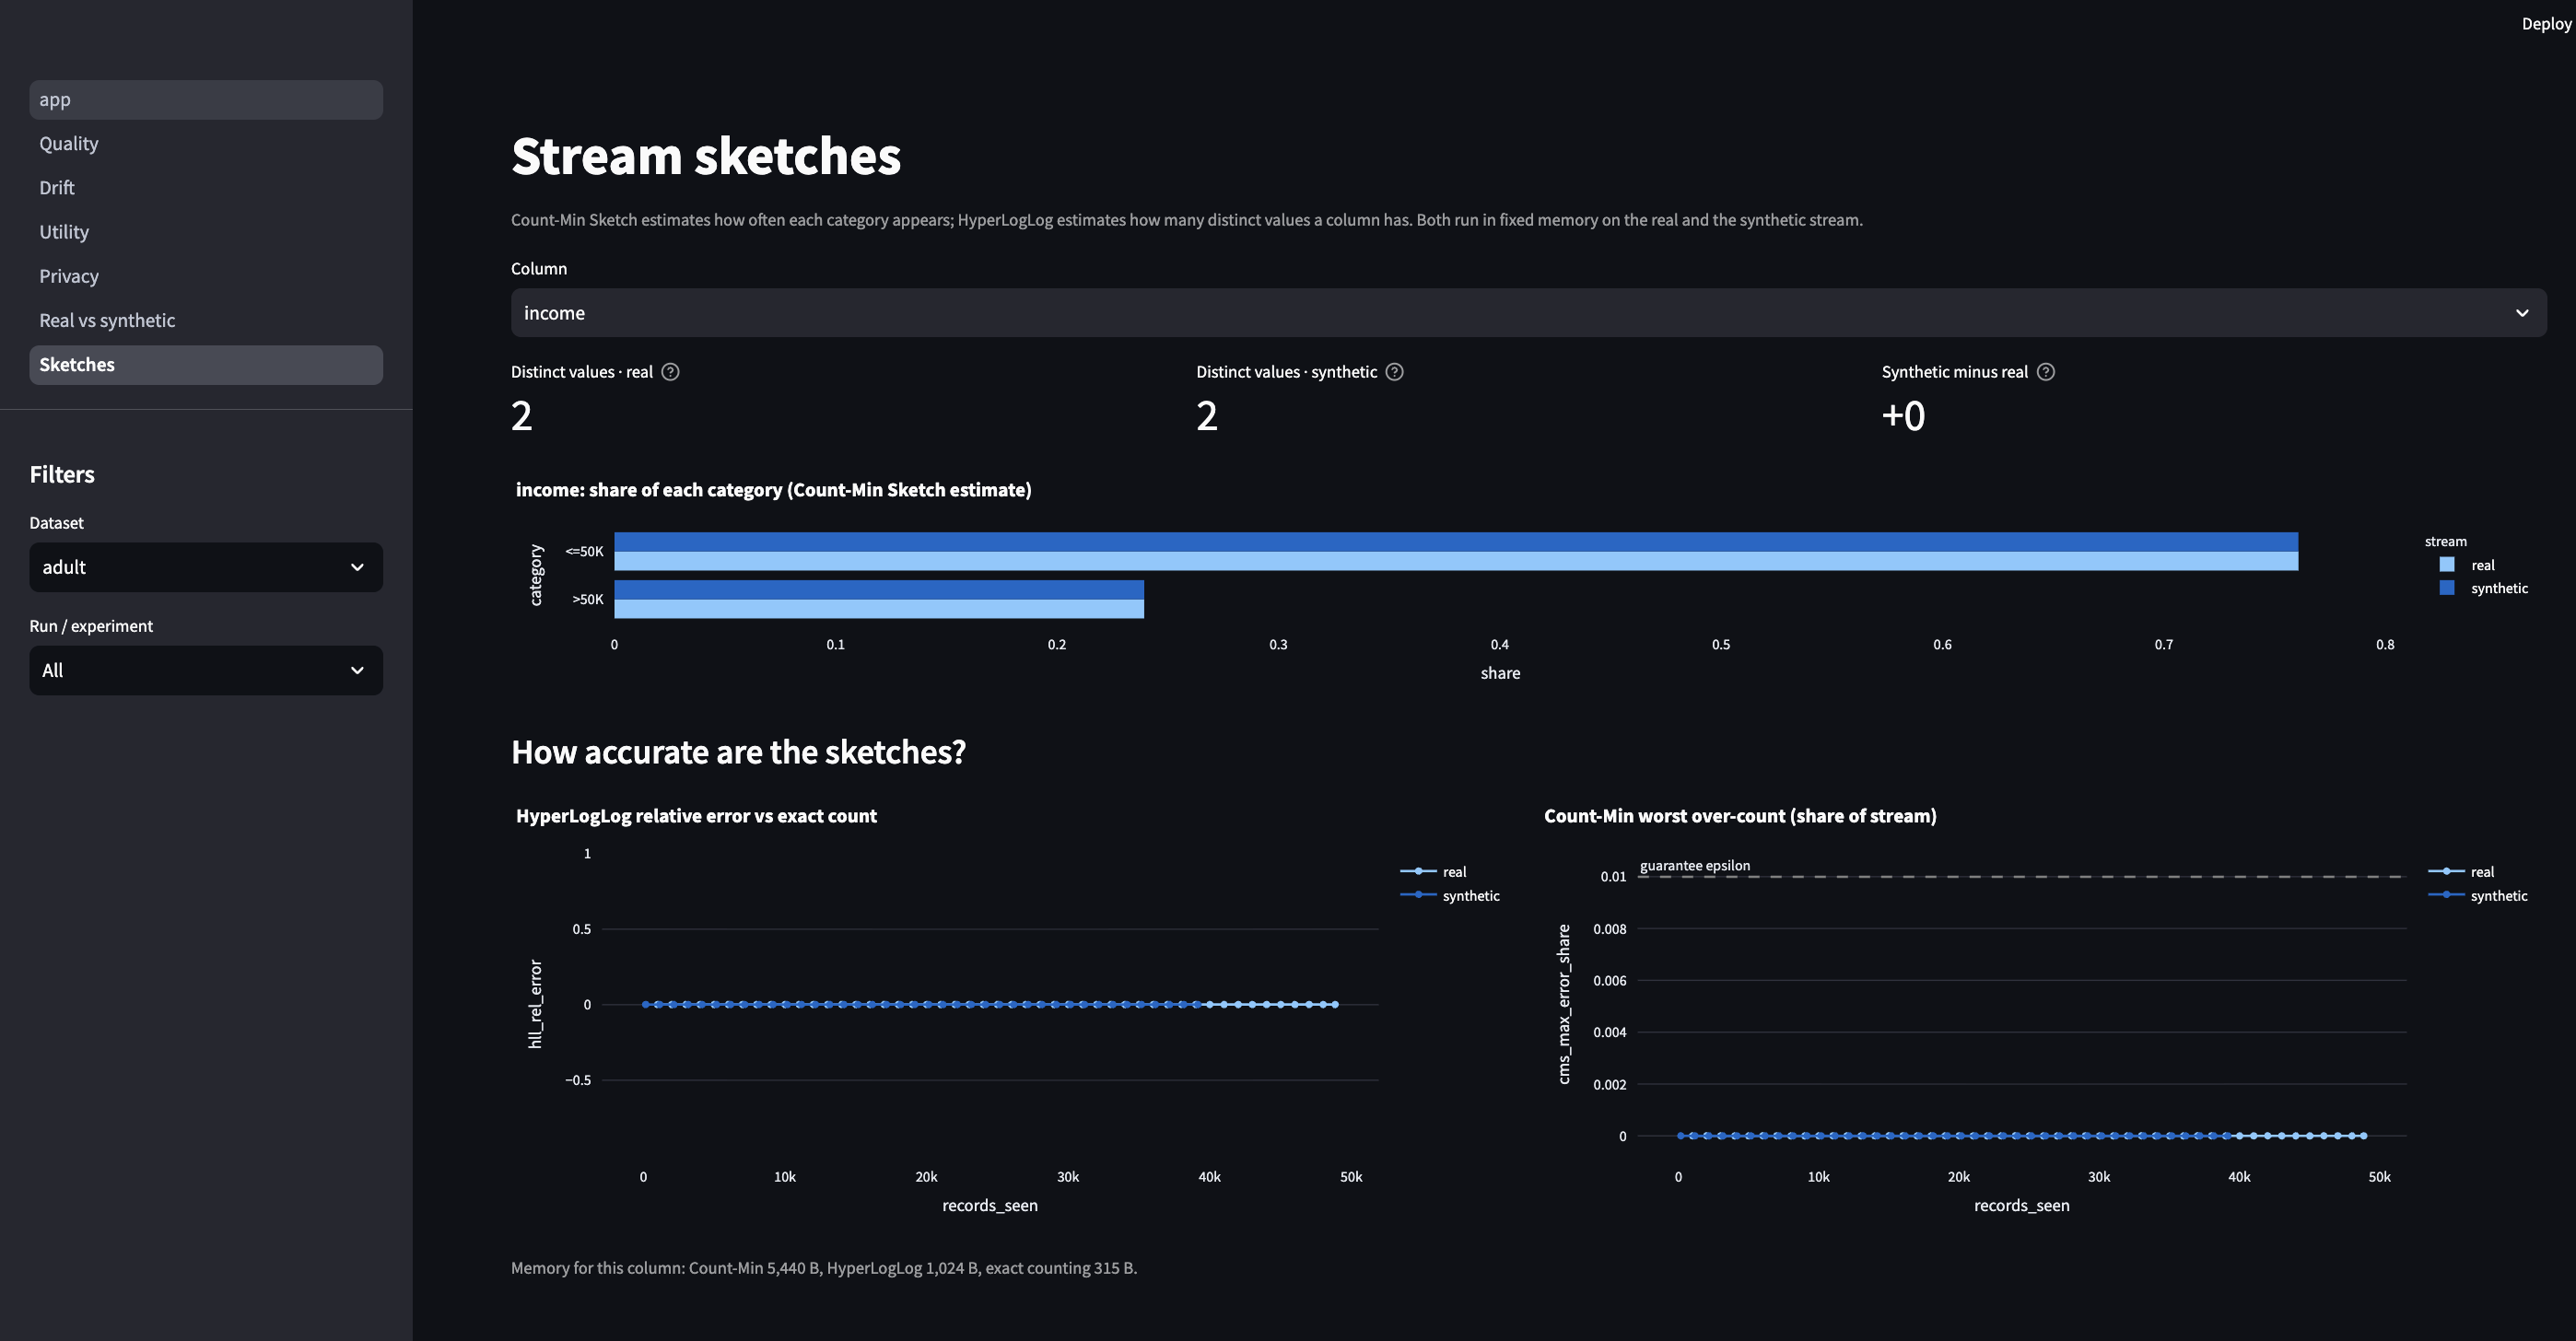 Deploy
app
Quality
Drift
Utility
Privacy
Real vs synthetic
Sketches
Filters
Dataset
adult
Run / experiment
All
Stream sketches
Count-Min Sketch estimates how often each category appears; HyperLogLog estimates how many distinct values a column has. Both run in fixed memory on the real and the synthetic stream.
Column
income
Distinct values · real ?
2
Distinct values · synthetic ?
2
Synthetic minus real ?
+0
income: share of each category (Count-Min Sketch estimate)
category
<=50K
>50K
0 0.1 0.2 0.3 0.4 0.5 0.6 0.7 0.8
share
stream
real
synthetic
How accurate are the sketches?
HyperLogLog relative error vs exact count
hll_rel_error
1
0.5
0
−0.5
0 10k 20k 30k 40k 50k
records_seen
real
synthetic
Count-Min worst over-count (share of stream)
guarantee epsilon
cms_max_error_share
0.01
0.008
0.006
0.004
0.002
0
0 10k 20k 30k 40k 50k
records_seen
real
synthetic
Memory for this column: Count-Min 5,440 B, HyperLogLog 1,024 B, exact counting 315 B.